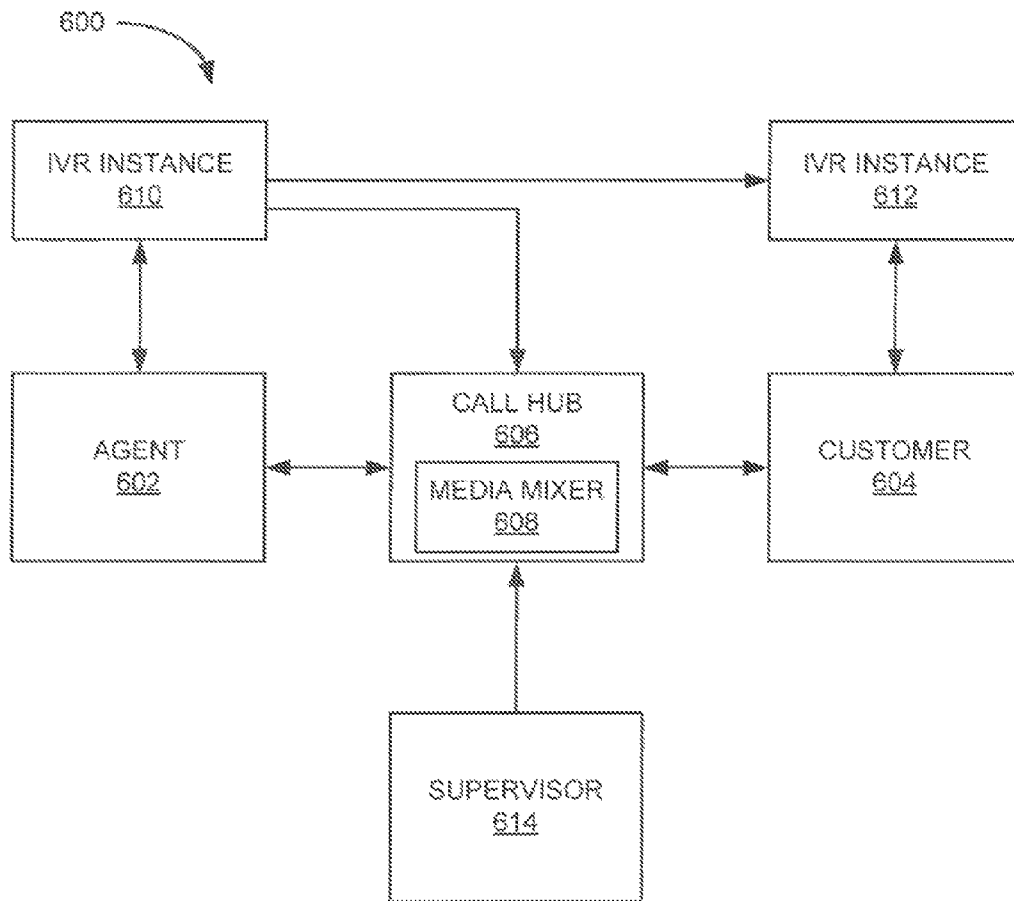 600
IVR INSTANCE
610
IVR INSTANCE
612
AGENT
602
CALL HUB
606
MEDIA MIXER
608
CUSTOMER
604
SUPERVISOR
614